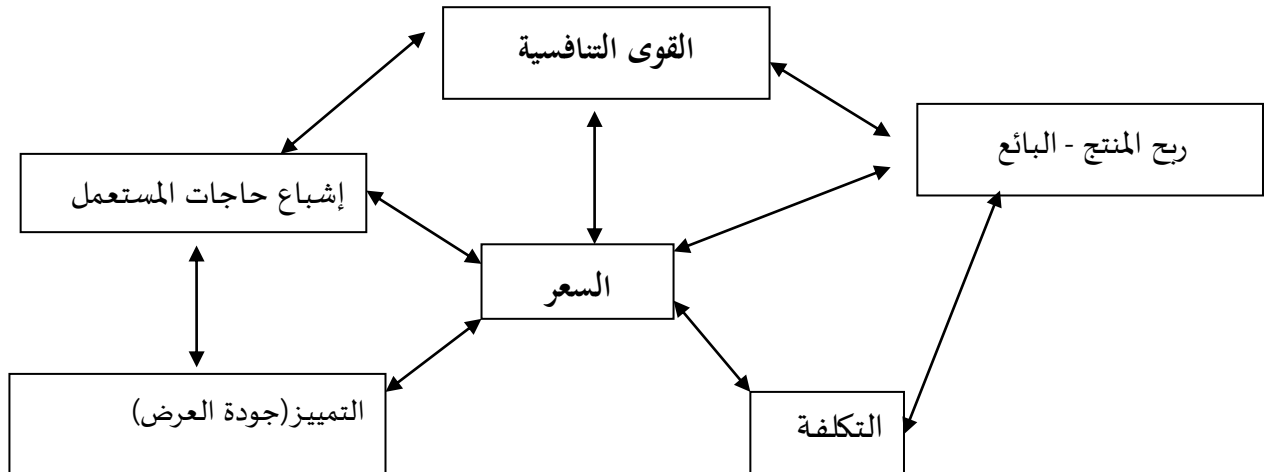 القوى التنافسية
ربح المنتج - البائع
إشباع حاجات المستعمل
السعر
التمييز(جودة العرض)
التكلفة